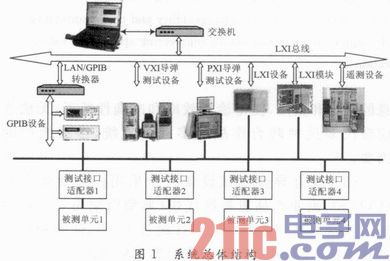 交换机
LXI总线
LAN/GPIB
转换器
VXI导弹
测试设备
PXI导弹
测试设备
LXI设备
LXI模块
遥测设备
GPIB设备
测试接口
适配器1
测试接口
适配器2
测试接口
适配器3
测试接口
适配器4
被测单元1
被测单元2
被测单元3
被测单元4
21ic.com
电子网
图 1 系统总体结构